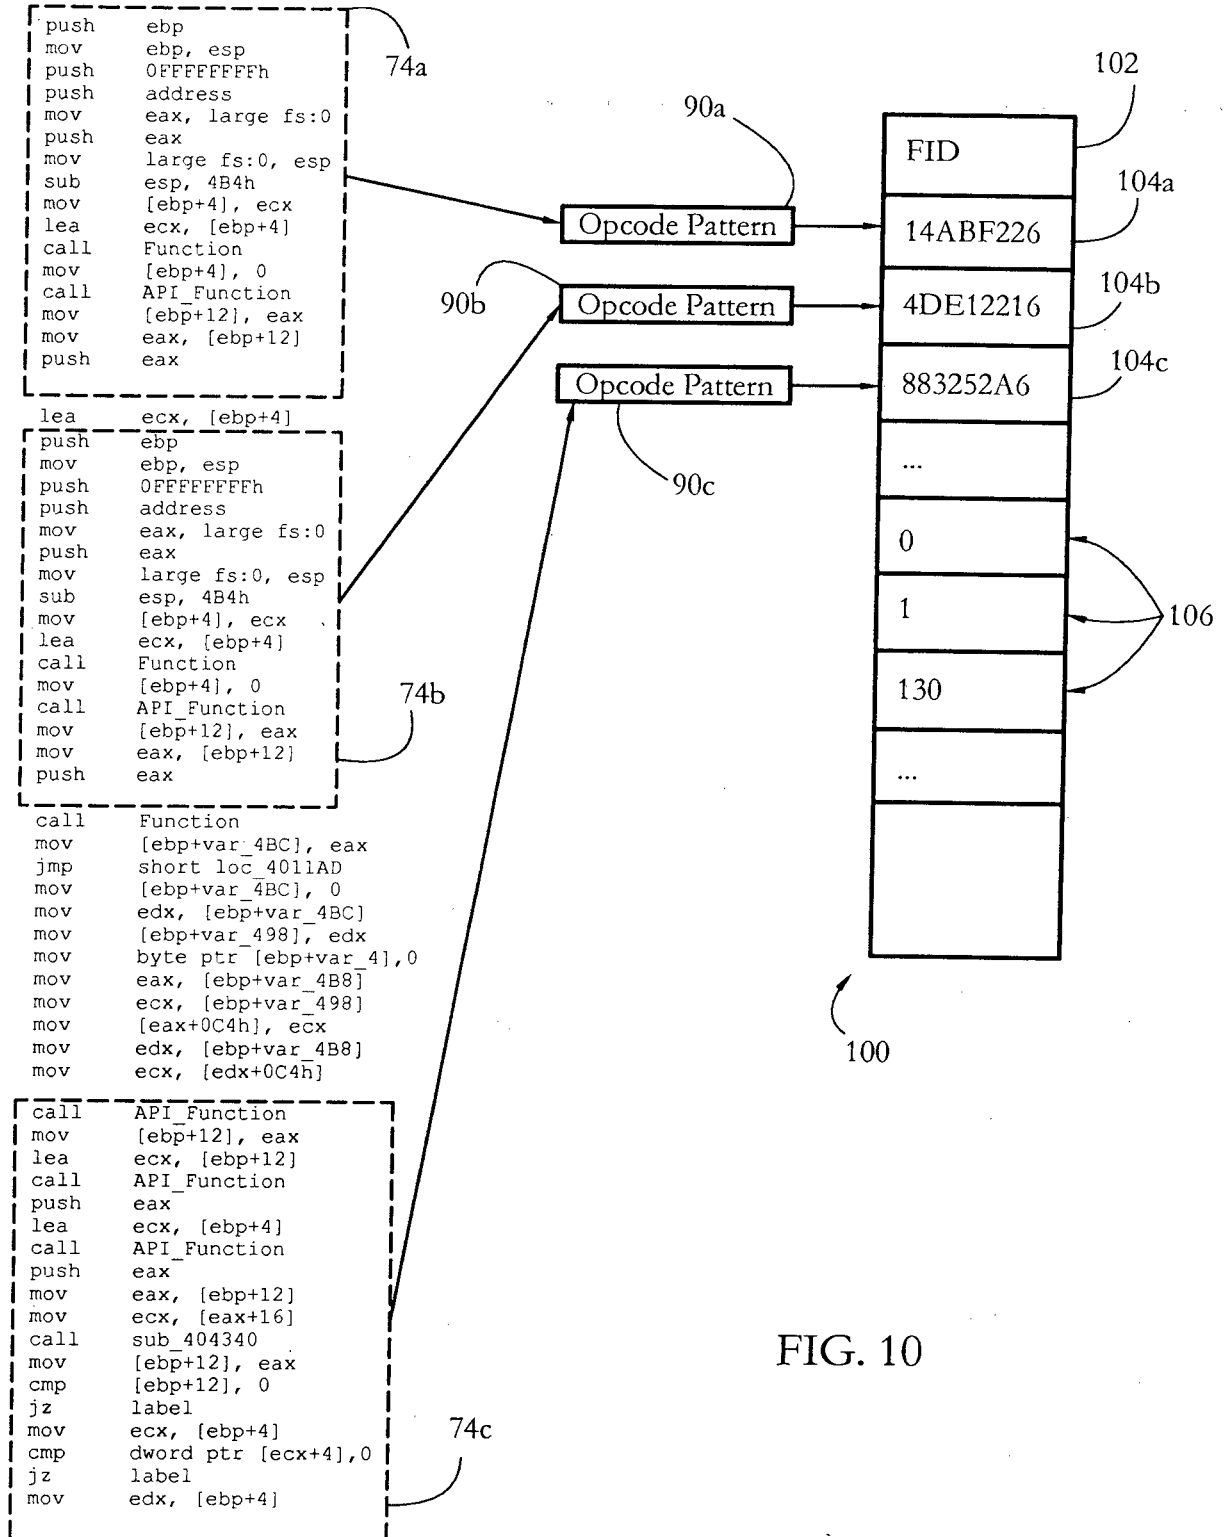 push ebp
mov ebp, esp
push 0FFFFFFFFh
push address
mov eax, large fs:0
push eax
mov large fs:0, esp
sub esp, 4B4h
mov [ebp+4], ecx
lea ecx, [ebp+4]
call Function
mov [ebp+4], 0
call API_Function
mov [ebp+12], eax
mov eax, [ebp+12]
push eax
74a
lea ecx, [ebp+4]
push ebp
mov ebp, esp
push 0FFFFFFFFh
push address
mov eax, large fs:0
push eax
mov large fs:0, esp
sub esp, 4B4h
mov [ebp+4], ecx
lea ecx, [ebp+4]
call Function
mov [ebp+4], 0
call API_Function
mov [ebp+12], eax
mov eax, [ebp+12]
push eax
74b
call Function
mov [ebp+var_4BC], eax
jmp short loc_4011AD
mov [ebp+var_4BC], 0
mov edx, [ebp+var_4BC]
mov [ebp+var_498], edx
mov byte ptr [ebp+var_4],0
mov eax, [ebp+var_4B8]
mov ecx, [ebp+var_498]
mov [eax+0C4h], ecx
mov edx, [ebp+var_4B8]
mov ecx, [edx+0C4h]
call API_Function
mov [ebp+12], eax
lea ecx, [ebp+12]
call API_Function
push eax
lea ecx, [ebp+4]
call API_Function
push eax
mov eax, [ebp+12]
mov ecx, [eax+16]
call sub_404340
mov [ebp+12], eax
cmp [ebp+12], 0
jz label
mov ecx, [ebp+4]
cmp dword ptr [ecx+4],0
jz label
mov edx, [ebp+4]
74c
90a
Opcode Pattern
90b
Opcode Pattern
Opcode Pattern
90c
102
FID
104a
14ABF226
104b
4DE12216
104c
883252A6
...
0
1
106
130
...
100
FIG. 10